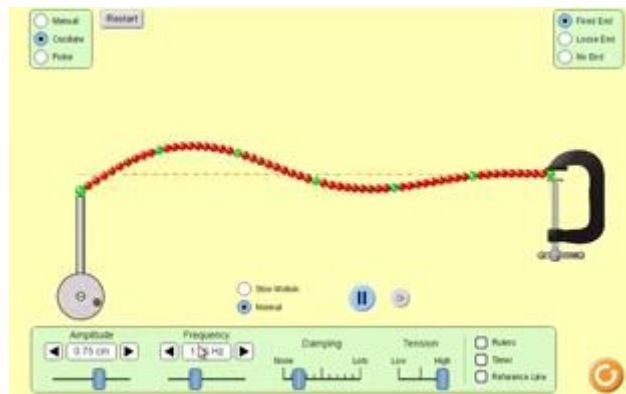 Manual
Restart
Oscillate
Pulse
Fixed End
Loose End
No End
Slow Motion
Normal
Amplitude
0.75 cm
Frequency
Hz
Damping
None
Lots
Tension
Low
High
Rulers
Timer
Reference Line